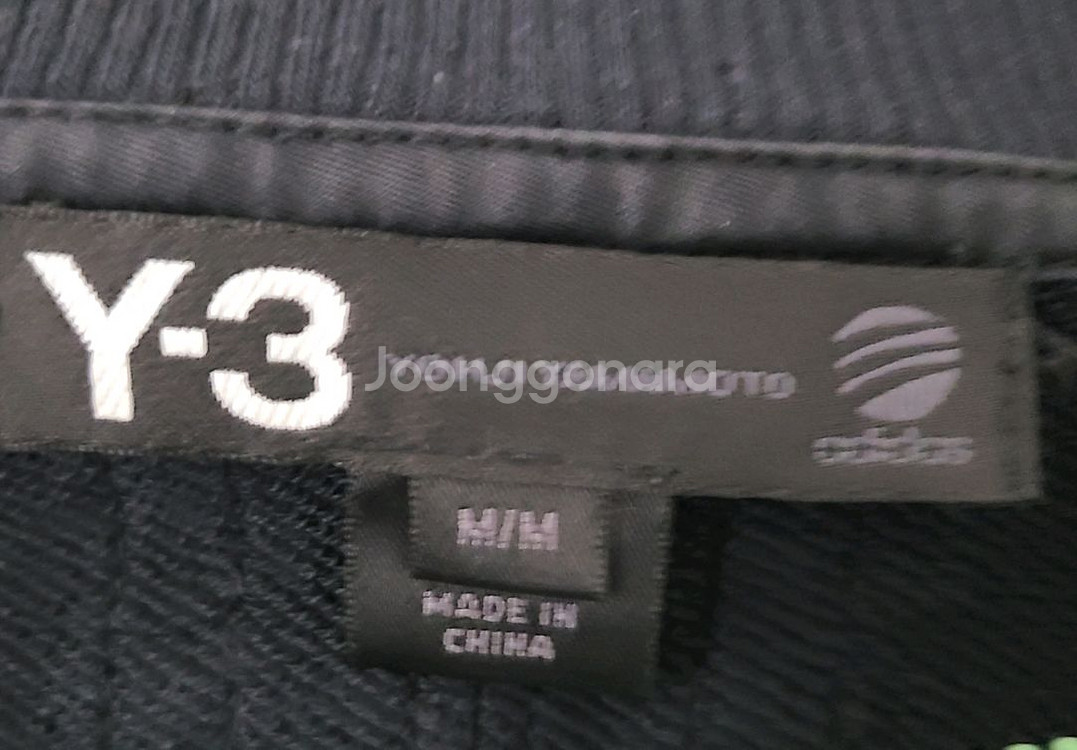 Y-3
Joonggonara
adidas
M/M
MADE IN
CHINA